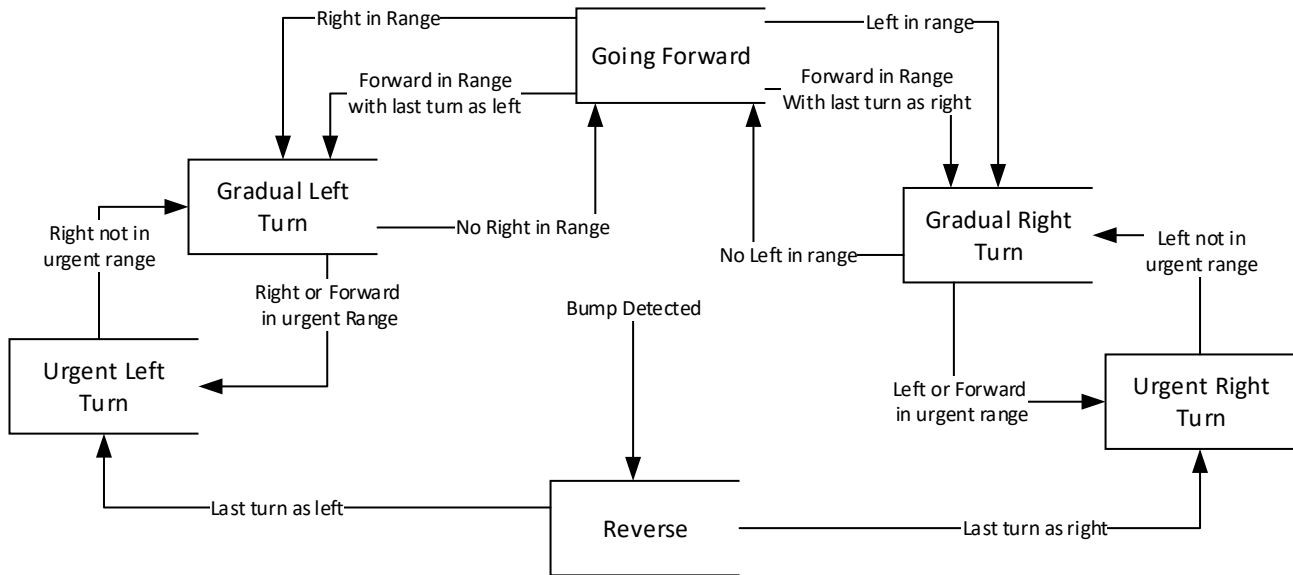 Right in Range
Going Forward
Left in range
Forward in Range
with last turn as left
Forward in Range
With last turn as right
Gradual Left
Turn
No Right in Range
Gradual Right
Turn
No Left in range
Right not in
urgent range
Left not in
urgent range
Right or Forward
in urgent Range
Bump Detected
Urgent Left
Turn
Left or Forward
in urgent range
Urgent Right
Turn
Last turn as left
Reverse
Last turn as right